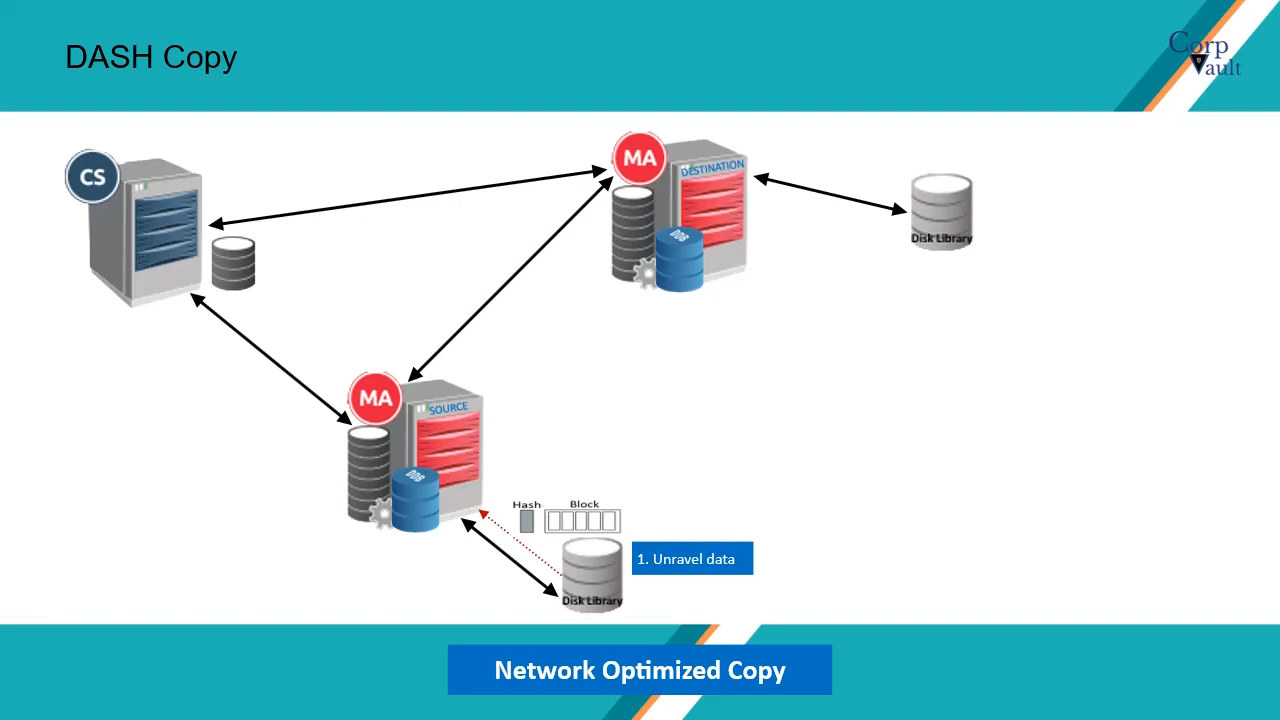 DASH Copy
Corp
Vault
CS
MA
DESTINATION
DDB
Disk Library
MA
SOURCE
DDB
Hash
Block
1. Unravel data
Disk Library
Network Optimized Copy